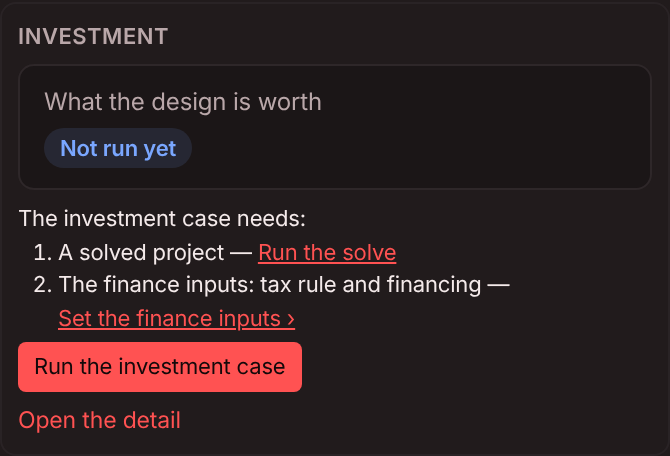 INVESTMENT
What the design is worth
Not run yet
The investment case needs:
1. A solved project — Run the solve
2. The finance inputs: tax rule and financing —
Set the finance inputs ›
Run the investment case
Open the detail